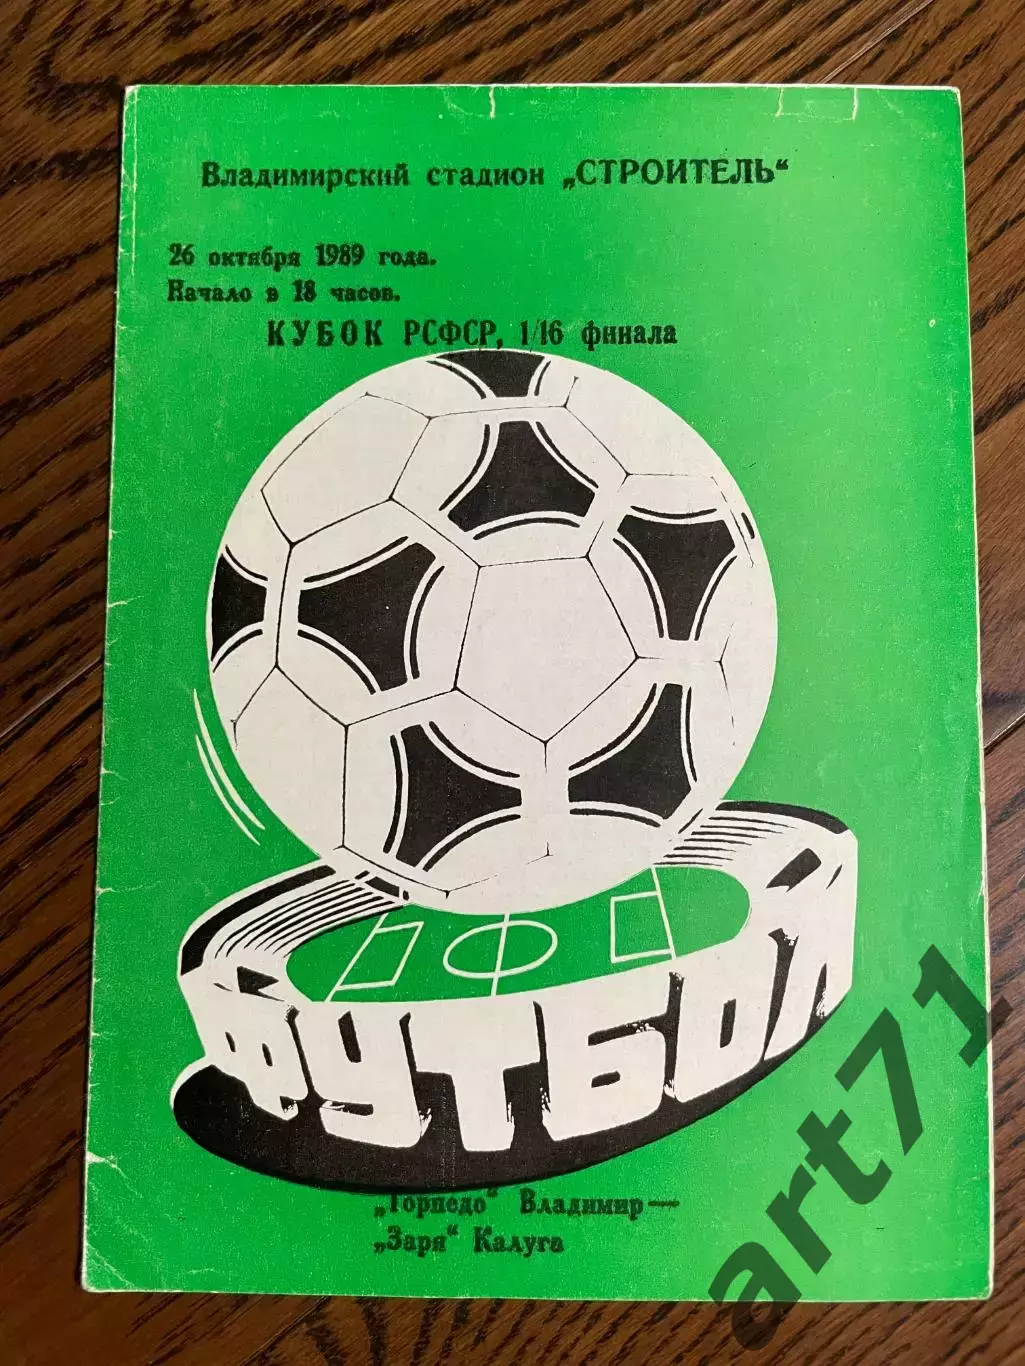 Владимирский стадион „СТРОИТЕЛЬ“
26 октября 1989 года.
Начало в 18 часов.
КУБОК РСФСР, 1/16 финала
ФУТБОЛ
„Торпедо“ Владимир—
„Заря“ Калуга
art71